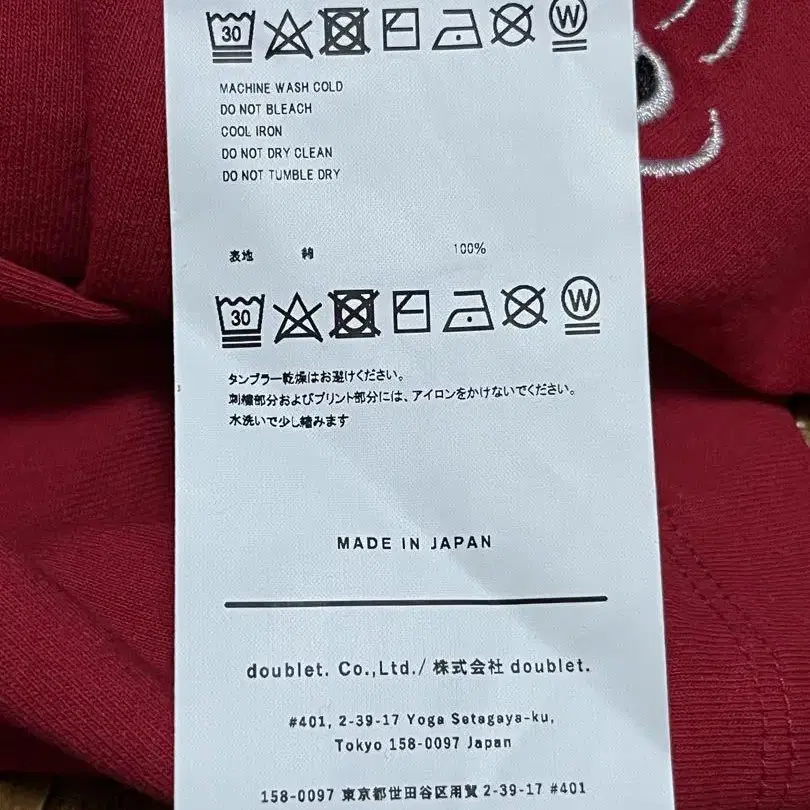 30 W
MACHINE WASH COLD
DO NOT BLEACH
COOL IRON
DO NOT DRY CLEAN
DO NOT TUMBLE DRY
表地 綿 100%
30 W
タンブラー乾燥はお避けください。
刺繍部分およびプリント部分には、アイロンをかけないでください。
水洗いで少し縮みます
MADE IN JAPAN
doublet. Co.,Ltd./ 株式会社 doublet.
#401, 2-39-17 Yoga Setagaya-ku,
Tokyo 158-0097 Japan
158-0097 東京都世田谷区用賀 2-39-17 #401